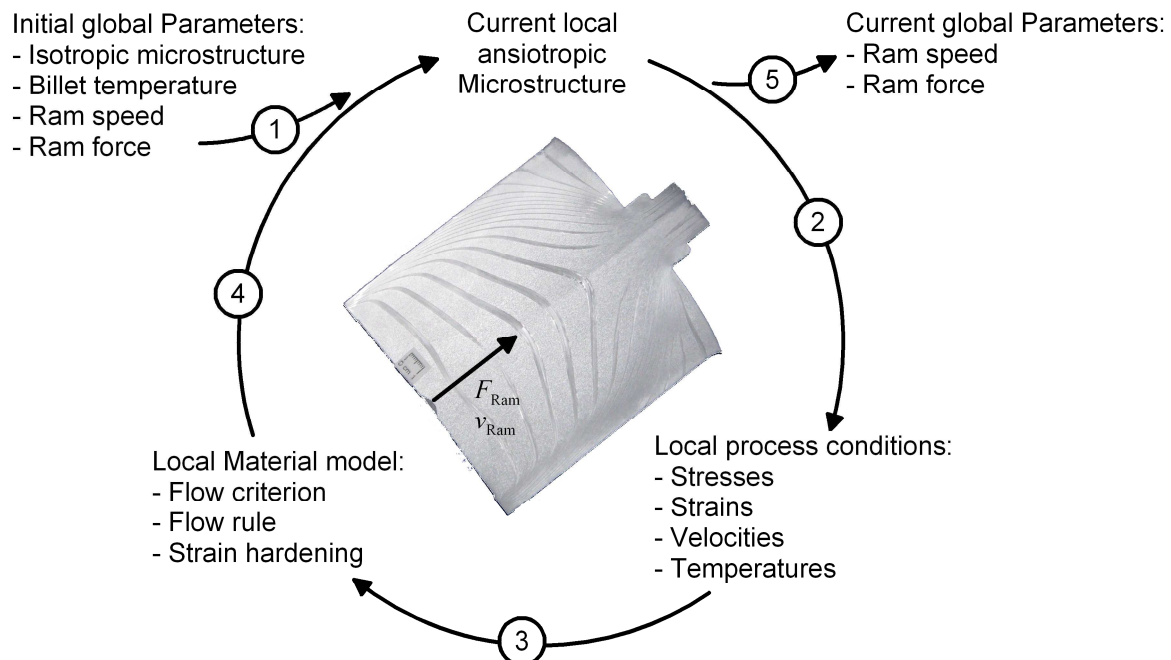 Initial global Parameters:
- Isotropic microstructure
- Billet temperature
- Ram speed
- Ram force
Current local
ansiotropic
Microstructure
Current global Parameters:
- Ram speed
- Ram force
1
5
2
4
F_Ram
v_Ram
Local Material model:
- Flow criterion
- Flow rule
- Strain hardening
Local process conditions:
- Stresses
- Strains
- Velocities
- Temperatures
3